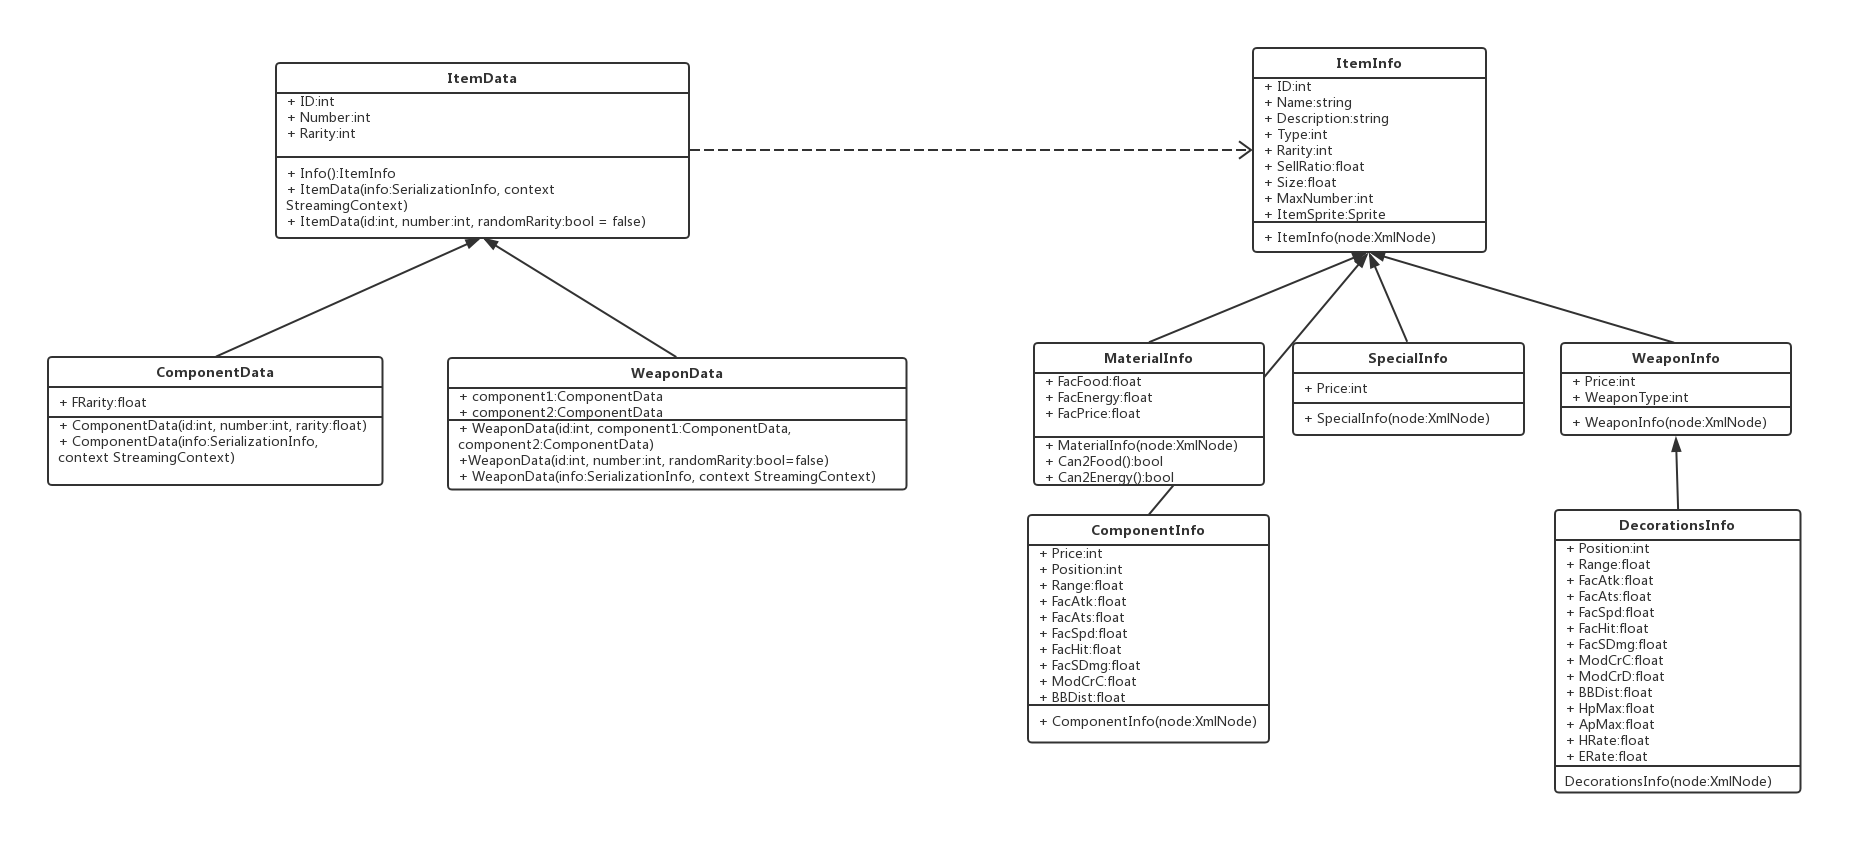 ItemData
+ ID:int
+ Number:int
+ Rarity:int
+ Info():ItemInfo
+ ItemData(info:SerializationInfo, context
StreamingContext)
+ ItemData(id:int, number:int, randomRarity:bool = false)
ItemInfo
+ ID:int
+ Name:string
+ Description:string
+ Type:int
+ Rarity:int
+ SellRatio:float
+ Size:float
+ MaxNumber:int
+ ItemSprite:Sprite
+ ItemInfo(node:XmlNode)
ComponentData
+ FRarity:float
+ ComponentData(id:int, number:int, rarity:float)
+ ComponentData(info:SerializationInfo,
context StreamingContext)
WeaponData
+ component1:ComponentData
+ component2:ComponentData
+ WeaponData(id:int, component1:ComponentData,
component2:ComponentData)
+WeaponData(id:int, number:int, randomRarity:bool=false)
+ WeaponData(info:SerializationInfo, context StreamingContext)
MaterialInfo
+ FacFood:float
+ FacEnergy:float
+ FacPrice:float
+ MaterialInfo(node:XmlNode)
+ Can2Food():bool
+ Can2Energy():bool
SpecialInfo
+ Price:int
+ SpecialInfo(node:XmlNode)
WeaponInfo
+ Price:int
+ WeaponType:int
+ WeaponInfo(node:XmlNode)
ComponentInfo
+ Price:int
+ Position:int
+ Range:float
+ FacAtk:float
+ FacAts:float
+ FacSpd:float
+ FacHit:float
+ FacSDmg:float
+ ModCrC:float
+ BBDist:float
+ ComponentInfo(node:XmlNode)
DecorationsInfo
+ Position:int
+ Range:float
+ FacAtk:float
+ FacAts:float
+ FacSpd:float
+ FacHit:float
+ FacSDmg:float
+ ModCrC:float
+ ModCrD:float
+ BBDist:float
+ HpMax:float
+ ApMax:float
+ HRate:float
+ ERate:float
DecorationsInfo(node:XmlNode)